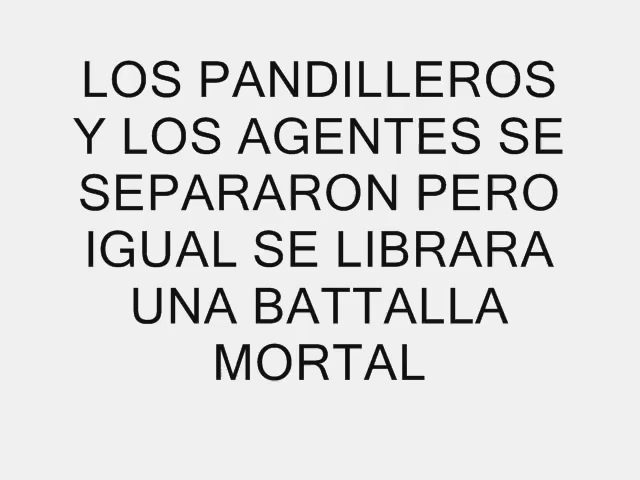 LOS PANDILLEROS
Y LOS AGENTES SE
SEPARARON PERO
IGUAL SE LIBRARA
UNA BATTALLA
MORTAL